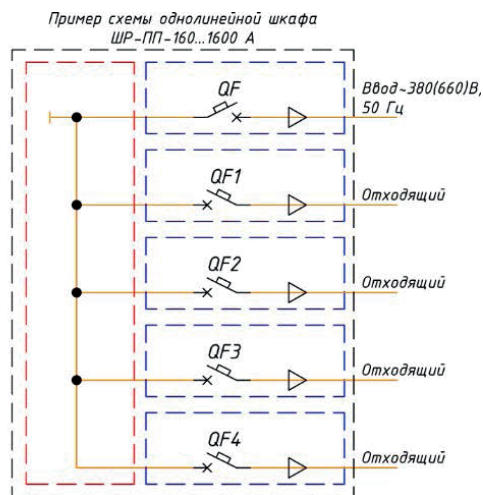 Пример схемы однолинейной шкафа
ШР-ПП-160...1600 А
QF
Ввод~380(660)В,
50 Гц
QF1
Отходящий
QF2
Отходящий
QF3
Отходящий
QF4
Отходящий